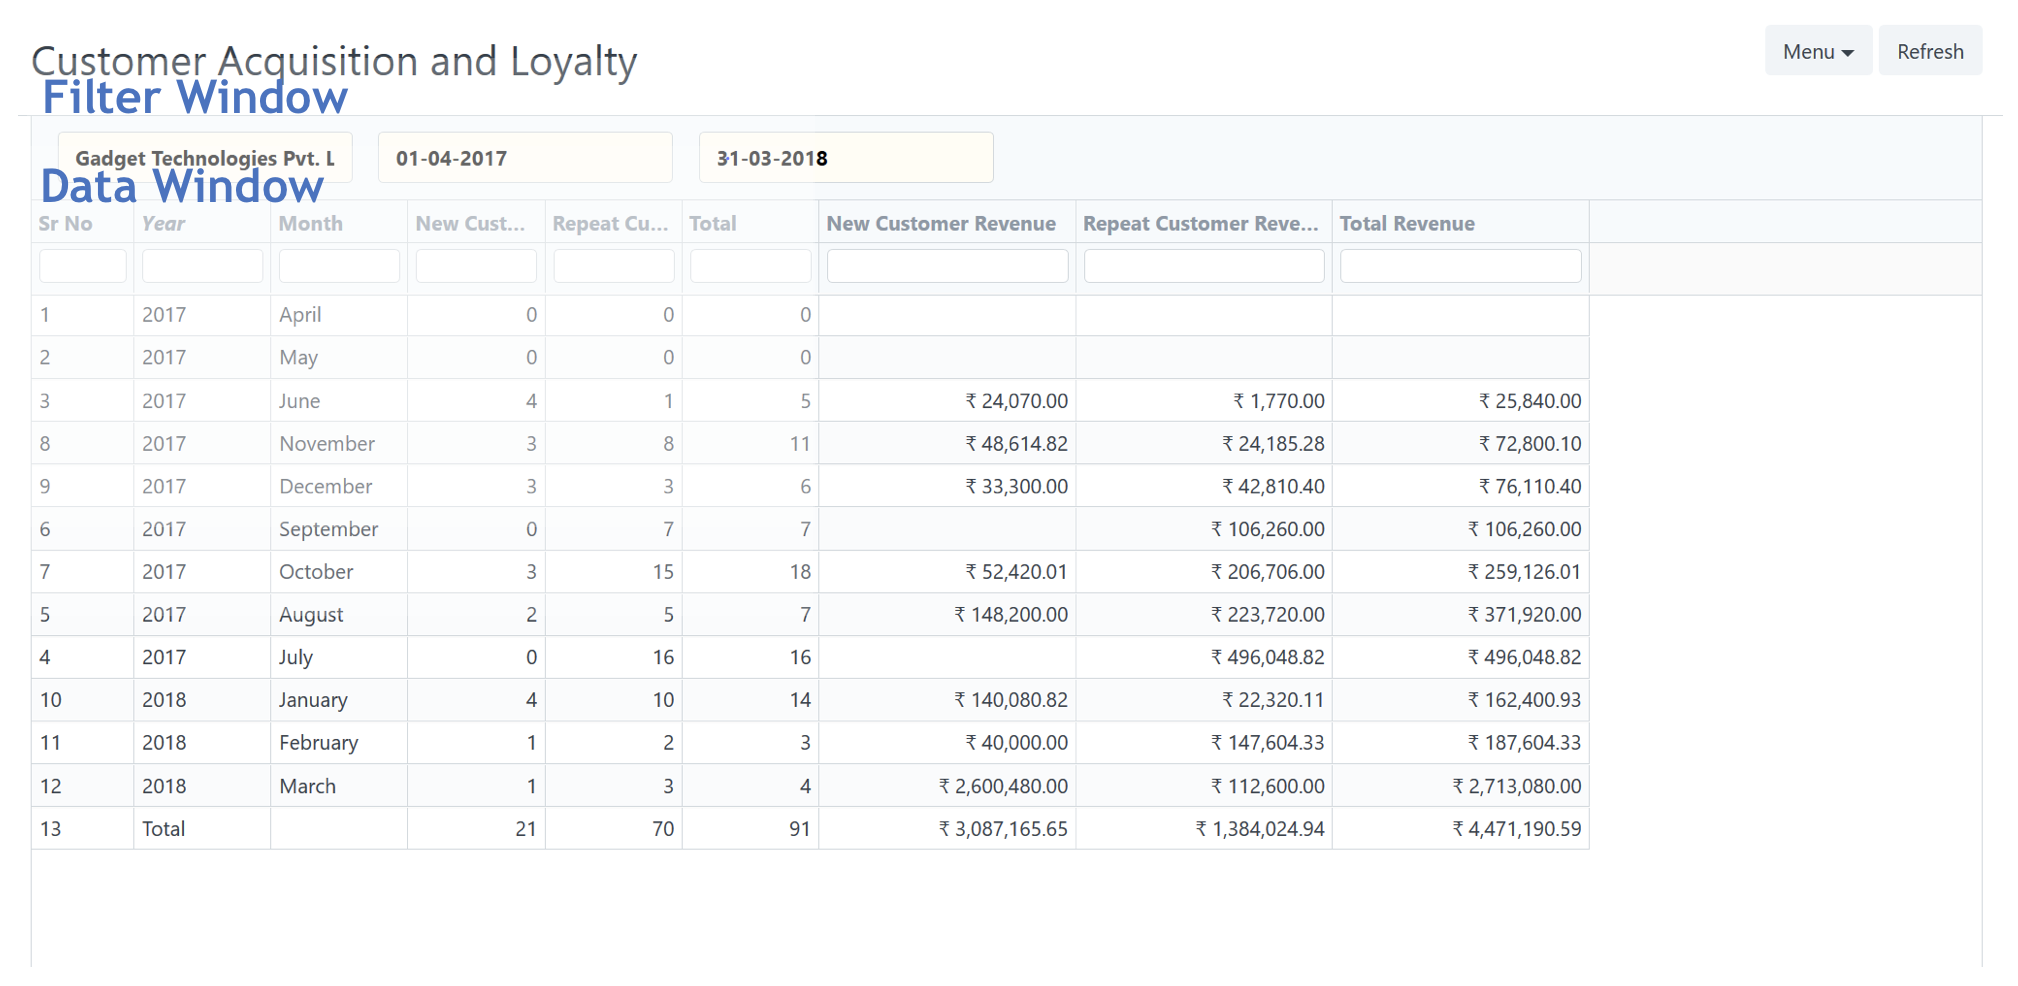 Customer Acquisition and Loyalty
Menu Refresh
Filter Window
Gadget Technologies Pvt. L 01-04-2017 31-03-2018
Data Window
Sr No Year Month New Cust... Repeat Cu... Total New Customer Revenue Repeat Customer Reve... Total Revenue
1 2017 April 0 0 0
2 2017 May 0 0 0
3 2017 June 4 1 5 ₹ 24,070.00 ₹ 1,770.00 ₹ 25,840.00
8 2017 November 3 8 11 ₹ 48,614.82 ₹ 24,185.28 ₹ 72,800.10
9 2017 December 3 3 6 ₹ 33,300.00 ₹ 42,810.40 ₹ 76,110.40
6 2017 September 0 7 7 ₹ 106,260.00 ₹ 106,260.00
7 2017 October 3 15 18 ₹ 52,420.01 ₹ 206,706.00 ₹ 259,126.01
5 2017 August 2 5 7 ₹ 148,200.00 ₹ 223,720.00 ₹ 371,920.00
4 2017 July 0 16 16 ₹ 496,048.82 ₹ 496,048.82
10 2018 January 4 10 14 ₹ 140,080.82 ₹ 22,320.11 ₹ 162,400.93
11 2018 February 1 2 3 ₹ 40,000.00 ₹ 147,604.33 ₹ 187,604.33
12 2018 March 1 3 4 ₹ 2,600,480.00 ₹ 112,600.00 ₹ 2,713,080.00
13 Total 21 70 91 ₹ 3,087,165.65 ₹ 1,384,024.94 ₹ 4,471,190.59